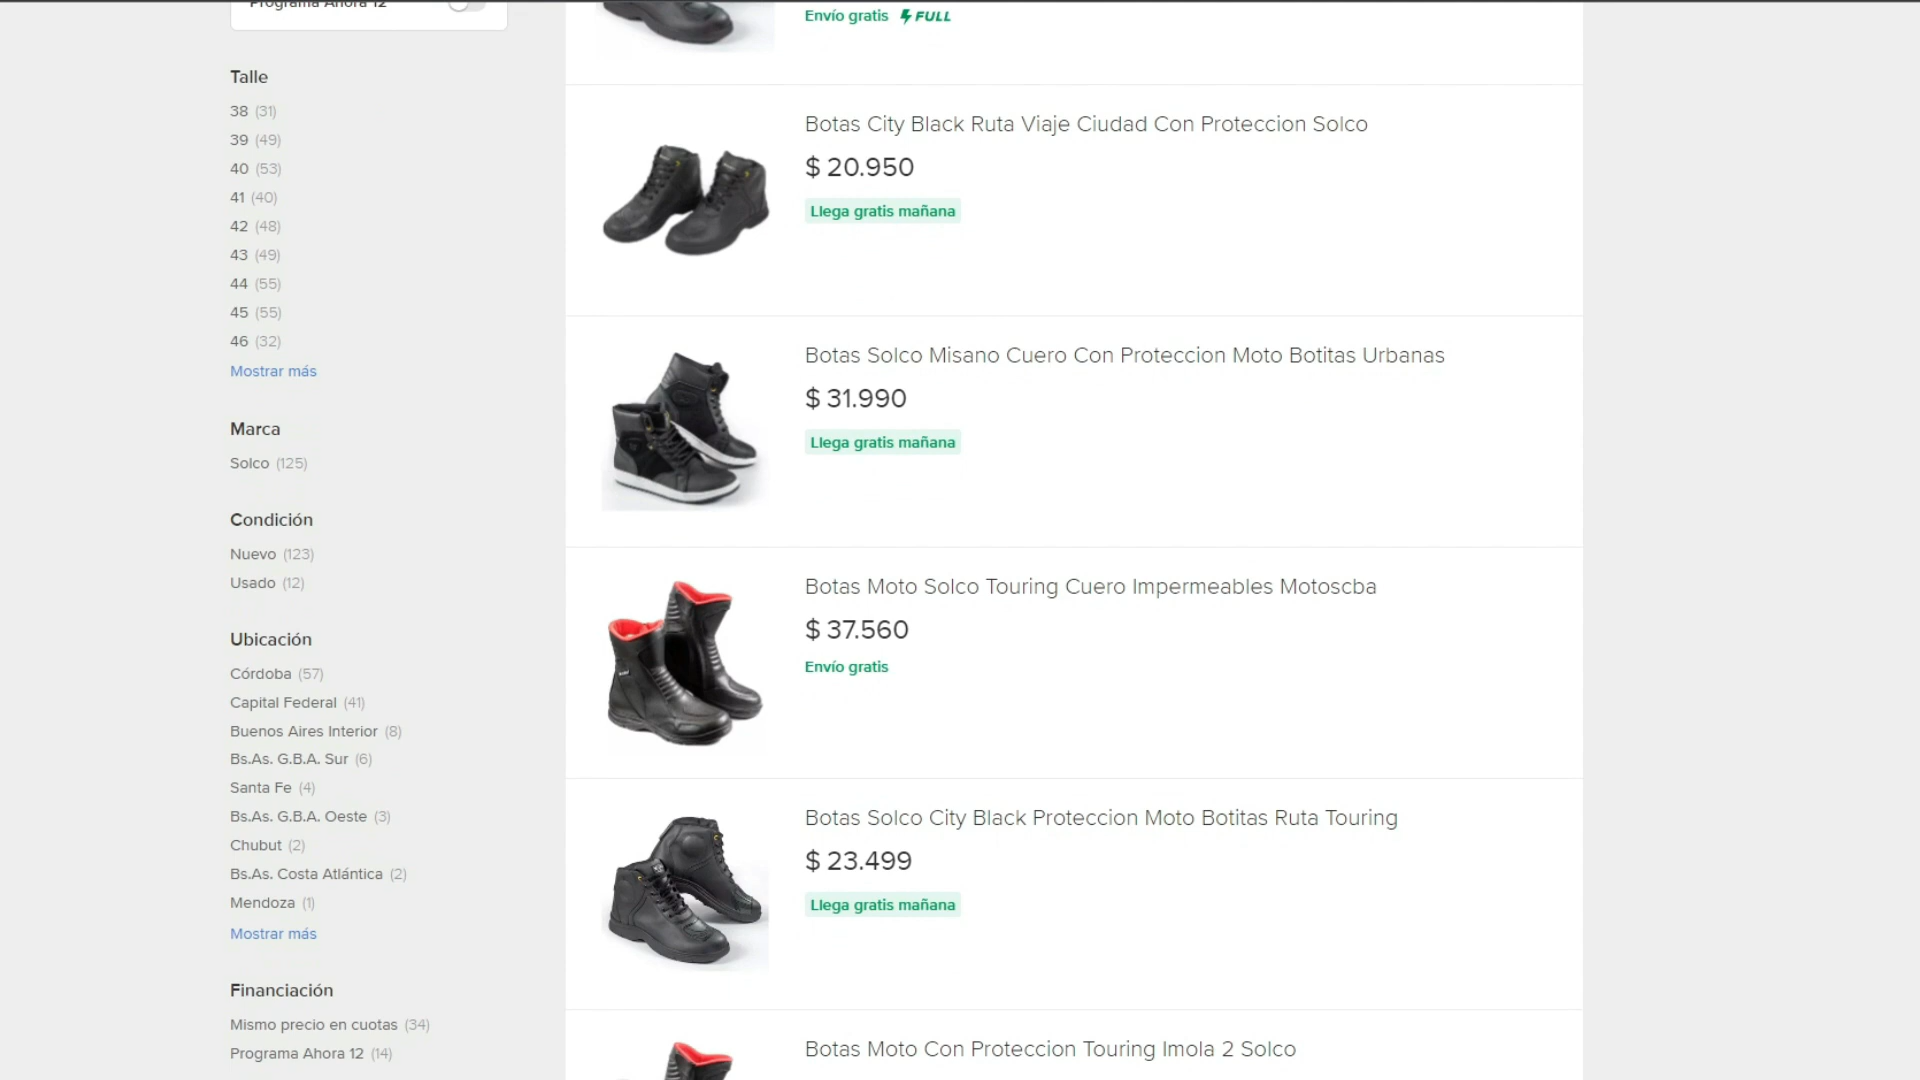 Programa Ahora 12
Talle
38 (31)
39 (49)
40 (53)
41 (40)
42 (48)
43 (49)
44 (55)
45 (55)
46 (32)
Mostrar más
Marca
Solco (125)
Condición
Nuevo (123)
Usado (12)
Ubicación
Córdoba (57)
Capital Federal (41)
Buenos Aires Interior (8)
Bs.As. G.B.A. Sur (6)
Santa Fe (4)
Bs.As. G.B.A. Oeste (3)
Chubut (2)
Bs.As. Costa Atlántica (2)
Mendoza (1)
Mostrar más
Financiación
Mismo precio en cuotas (34)
Programa Ahora 12 (14)
Envío gratis FULL
Botas City Black Ruta Viaje Ciudad Con Proteccion Solco
$ 20.950
Llega gratis mañana
Botas Solco Misano Cuero Con Proteccion Moto Botitas Urbanas
$ 31.990
Llega gratis mañana
Botas Moto Solco Touring Cuero Impermeables Motoscba
$ 37.560
Envío gratis
Botas Solco City Black Proteccion Moto Botitas Ruta Touring
$ 23.499
Llega gratis mañana
Botas Moto Con Proteccion Touring Imola 2 Solco